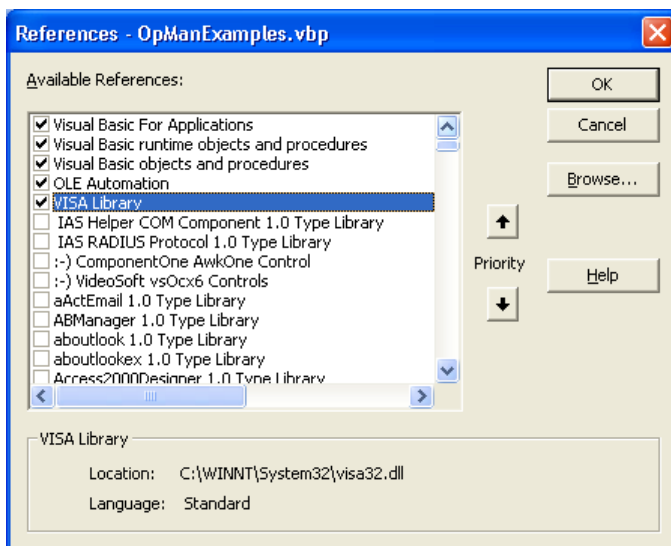 References - OpManExamples.vbp
Available References:
OK
Cancel
Browse...
Priority
Help
Visual Basic For Applications
Visual Basic runtime objects and procedures
Visual Basic objects and procedures
OLE Automation
VISA Library
IAS Helper COM Component 1.0 Type Library
IAS RADIUS Protocol 1.0 Type Library
:-) ComponentOne AwkOne Control
:-) VideoSoft vsOcx6 Controls
aActEmail 1.0 Type Library
ABManager 1.0 Type Library
aboutlook 1.0 Type Library
aboutlookex 1.0 Type Library
Access2000Designer 1.0 Type Library
VISA Library
Location: C:\WINNT\System32\visa32.dll
Language: Standard